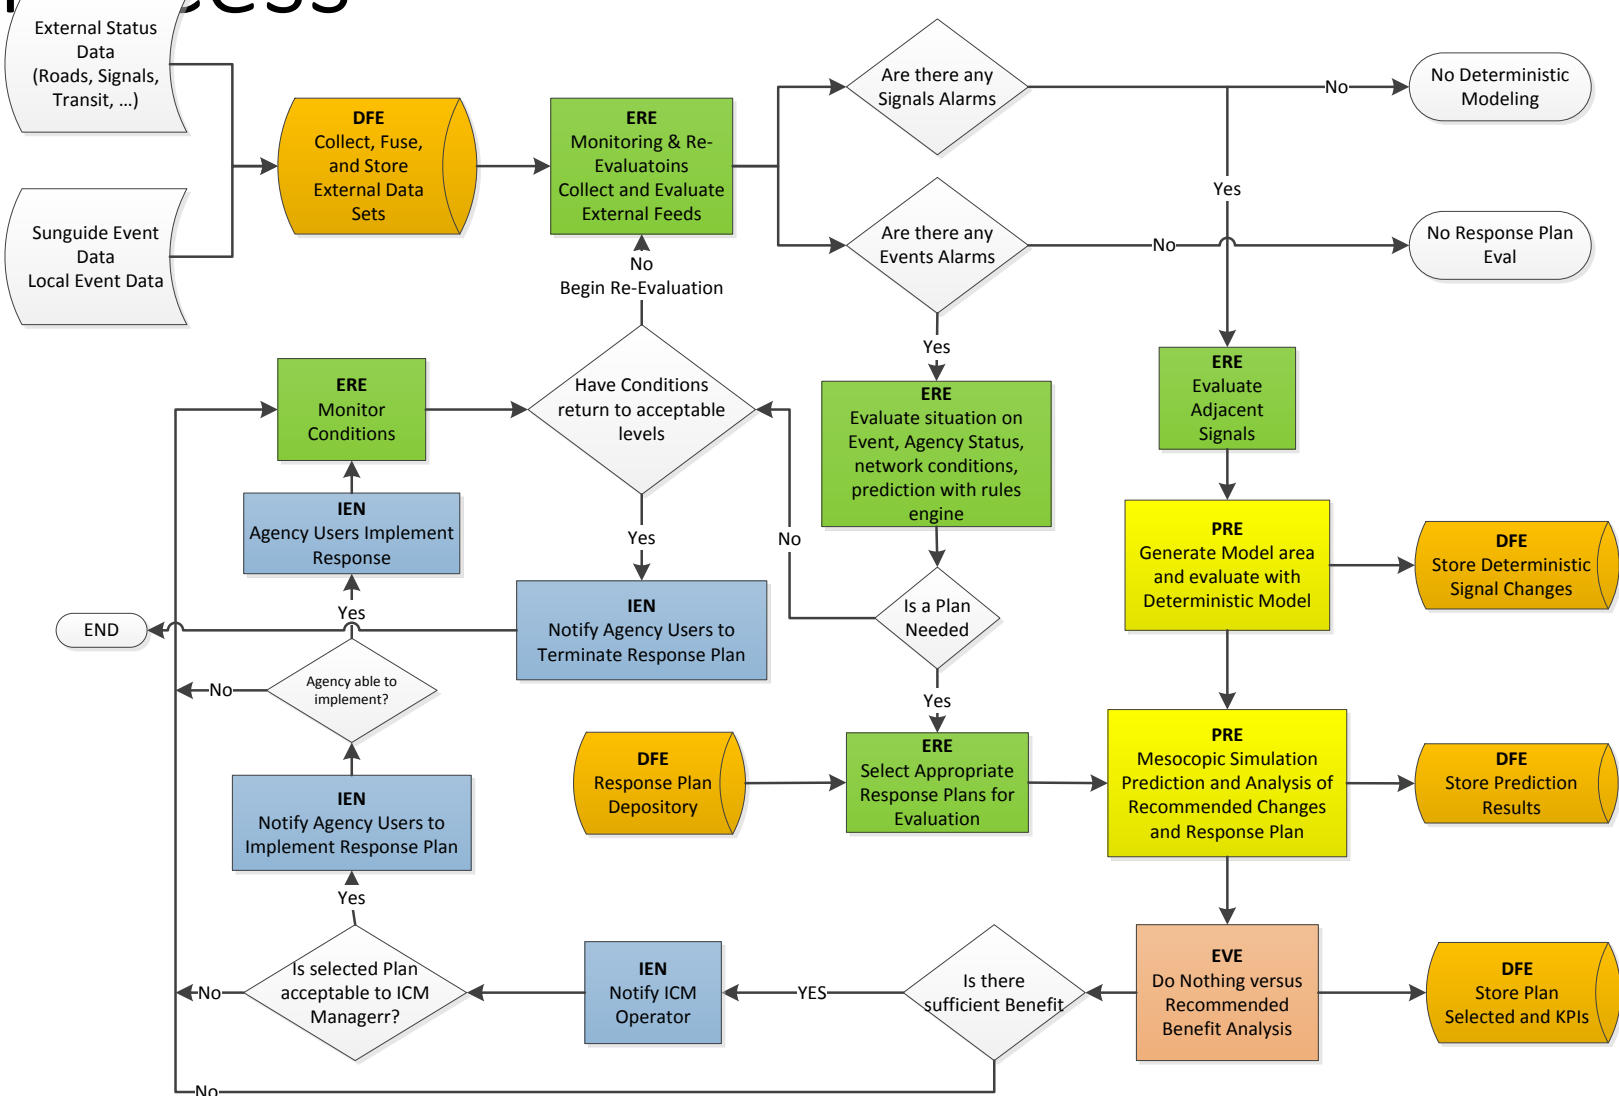 External Status
Data
(Roads, Signals,
Transit, ...)
Sunguide Event
Data
Local Event Data
DFE
Collect, Fuse,
and Store
External Data
Sets
ERE
Monitoring & Re-
Evaluatoins
Collect and Evaluate
External Feeds
Are there any
Signals Alarms
No
No Deterministic
Modeling
Yes
Are there any
Events Alarms
No
No Response Plan
Eval
No
Begin Re-Evaluation
Yes
ERE
Monitor
Conditions
Have Conditions
return to acceptable
levels
ERE
Evaluate situation on
Event, Agency Status,
network conditions,
prediction with rules
engine
ERE
Evaluate
Adjacent
Signals
IEN
Agency Users Implement
Response
Yes
No
PRE
Generate Model area
and evaluate with
Deterministic Model
DFE
Store Deterministic
Signal Changes
Yes
END
IEN
Notify Agency Users to
Terminate Response Plan
Is a Plan
Needed
Agency able to
implement?
No
Yes
DFE
Response Plan
Depository
ERE
Select Appropriate
Response Plans for
Evaluation
PRE
Mesocopic Simulation
Prediction and Analysis of
Recommended Changes
and Response Plan
DFE
Store Prediction
Results
IEN
Notify Agency Users to
Implement Response Plan
Yes
Is selected Plan
acceptable to ICM
Managerr?
No
IEN
Notify ICM
Operator
YES
Is there
sufficient Benefit
EVE
Do Nothing versus
Recommended
Benefit Analysis
DFE
Store Plan
Selected and KPIs
No